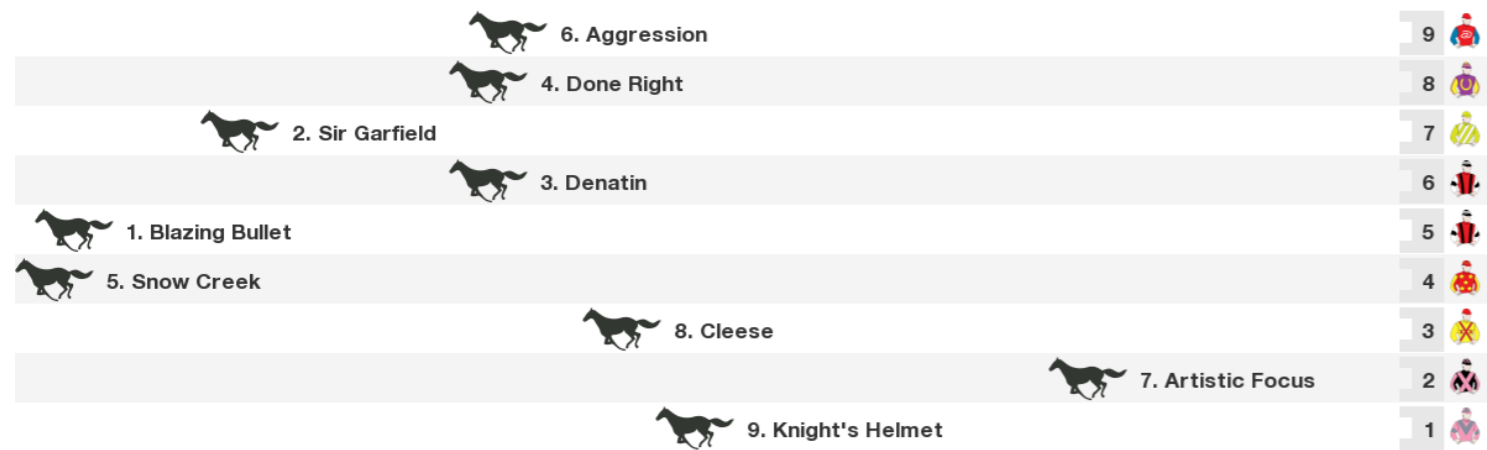 6. Aggression 9
4. Done Right 8
2. Sir Garfield 7
3. Denatin 6
1. Blazing Bullet 5
5. Snow Creek 4
8. Cleese 3
7. Artistic Focus 2
9. Knight's Helmet 1